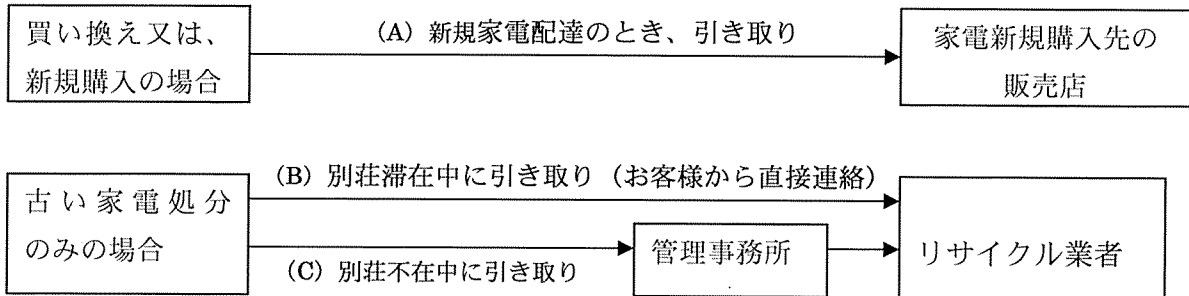 買い換え又は、
新規購入の場合
(A) 新規家電配達のとき、引き取り
家電新規購入先の
販売店
古い家電処分
のみの場合
(B) 別荘滞在中に引き取り（お客様から直接連絡）
(C) 別荘不在中に引き取り
管理事務所
リサイクル業者